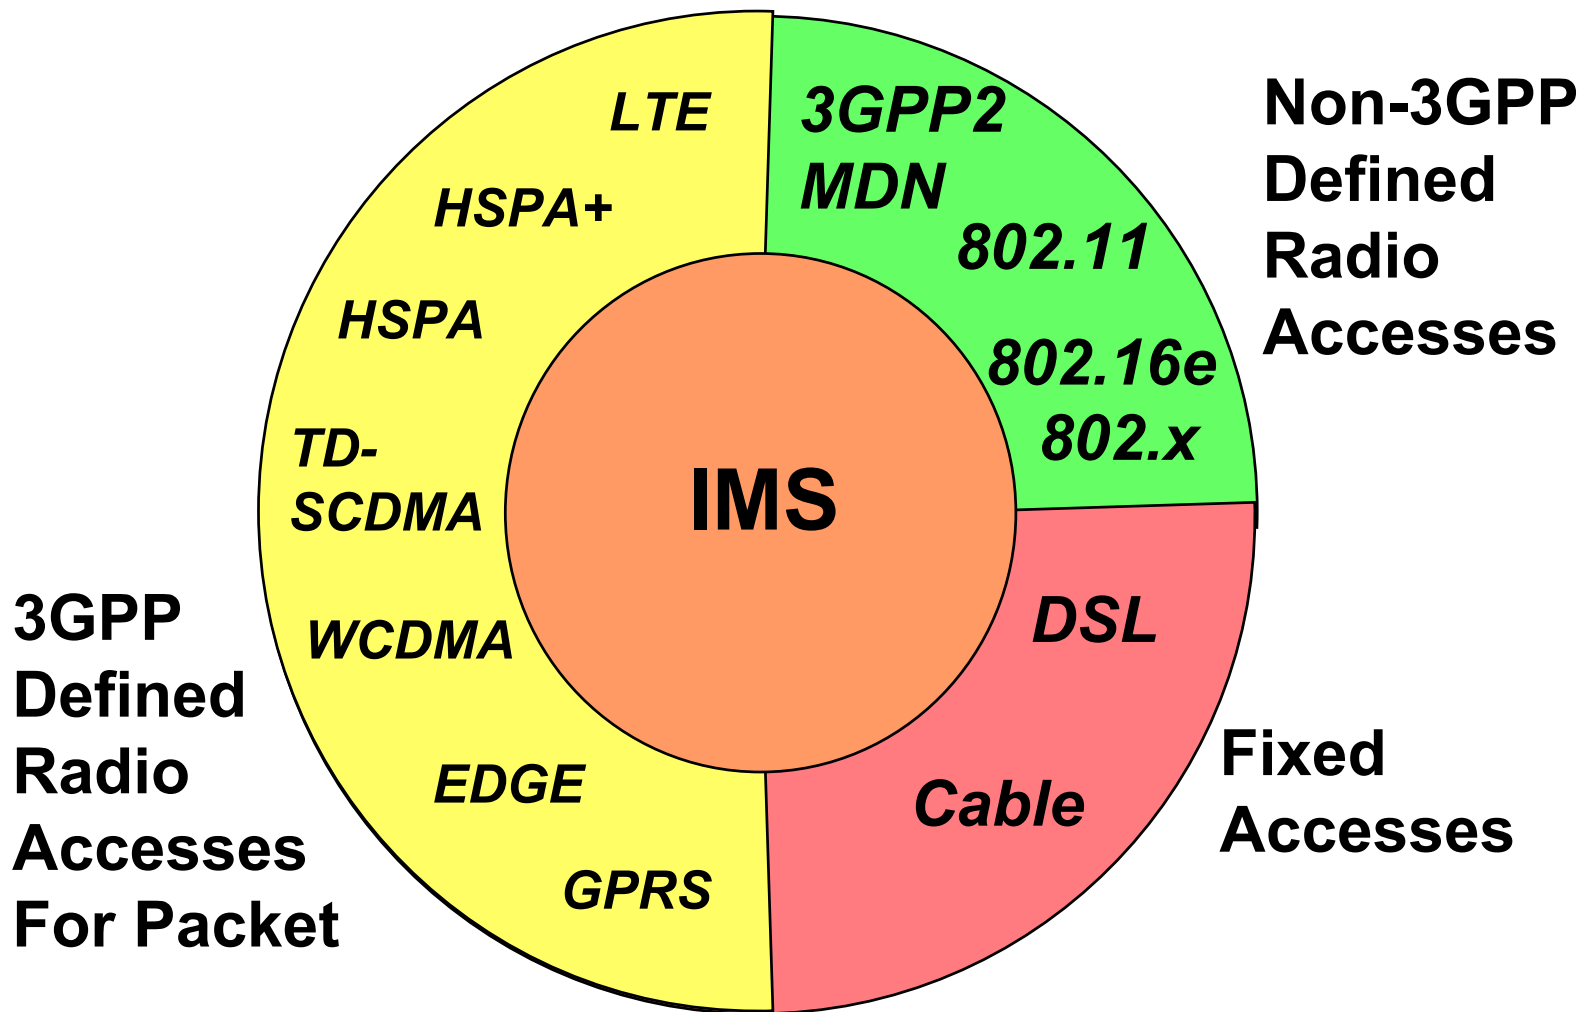 LTE
HSPA+
HSPA
TD-
SCDMA
WCDMA
EDGE
GPRS
3GPP2
MDN
802.11
802.16e
802.x
IMS
DSL
Cable
Non-3GPP
Defined
Radio
Accesses
3GPP
Defined
Radio
Accesses
For Packet
Fixed
Accesses